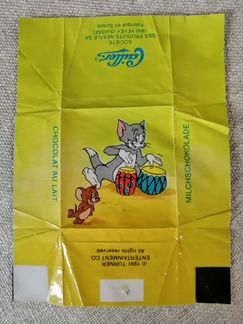 SOCIÉTÉ
DES PRODUITS NESTLÉ SA
1800 VEVEY (SUISSE)
Fabriqué en Suisse
Cailler
CHOCOLAT AU LAIT
MILCHSCHOKOLADE
© 1991 TURNER
ENTERTAINMENT CO.
All rights reserved